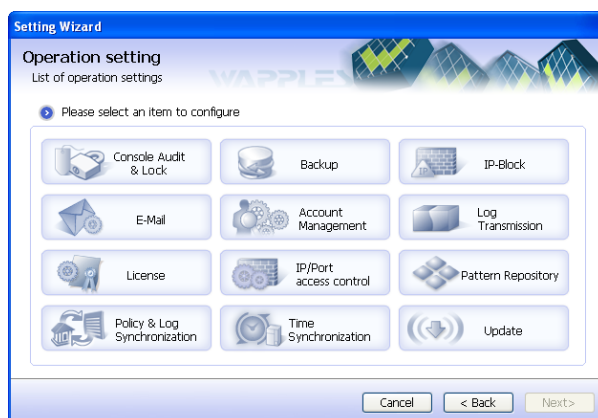 Setting Wizard
Operation setting
List of operation settings
WAPPLES
Please select an item to configure
Console Audit
& Lock
Backup
IP-Block
E-Mail
Account
Management
Log
Transmission
License
IP/Port
access control
Pattern Repository
Policy & Log
Synchronization
Time
Synchronization
Update
Cancel
< Back
Next>